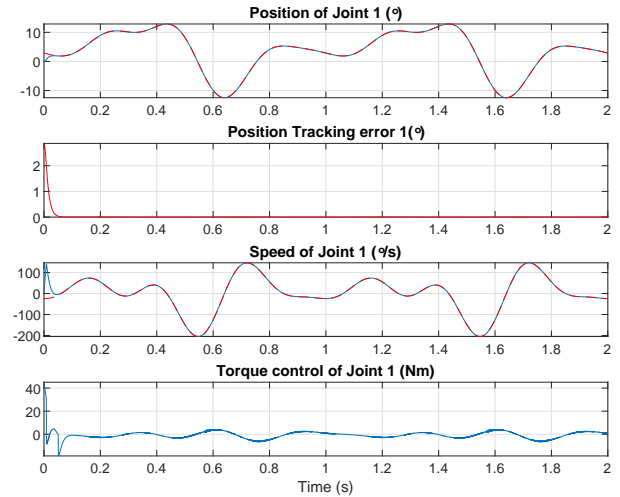 Position of Joint 1 (º)
10
0
-10
0 0.2 0.4 0.6 0.8 1 1.2 1.4 1.6 1.8 2
Position Tracking error 1(º)
2
1
0
0 0.2 0.4 0.6 0.8 1 1.2 1.4 1.6 1.8 2
Speed of Joint 1 (º/s)
100
0
-100
-200
0 0.2 0.4 0.6 0.8 1 1.2 1.4 1.6 1.8 2
Torque control of Joint 1 (Nm)
40
20
0
0 0.2 0.4 0.6 0.8 1 1.2 1.4 1.6 1.8 2
Time (s)